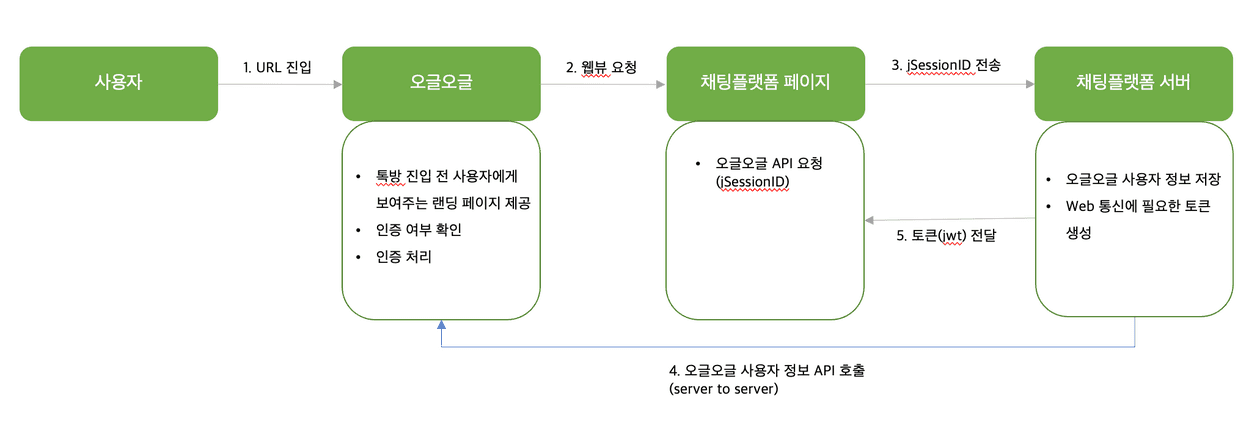 사용자
1. URL 진입
오글오글
2. 웹뷰 요청
채팅플랫폼 페이지
3. jSessionID 전송
채팅플랫폼 서버
• 톡방 진입 전 사용자에게
보여주는 랜딩 페이지 제공
• 인증 여부 확인
• 인증 처리
• 오글오글 API 요청
(jSessionID)
• 오글오글 사용자 정보 저장
• Web 통신에 필요한 토큰
생성
5. 토큰(jwt) 전달
4. 오글오글 사용자 정보 API 호출
(server to server)